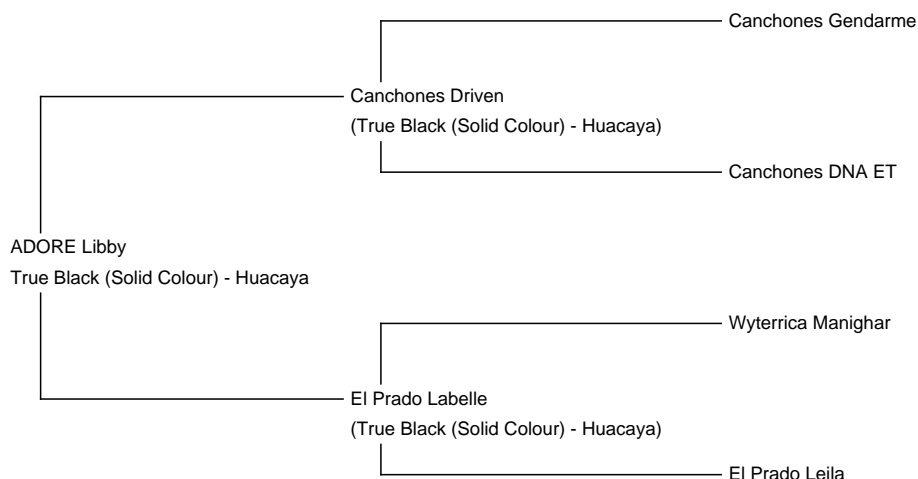 Canchones Gendarme
Canchones Driven
(True Black (Solid Colour) - Huacaya)
Canchones DNA ET
ADORE Libby
True Black (Solid Colour) - Huacaya
Wyterrica Manighar
El Prado Labelle
(True Black (Solid Colour) - Huacaya)
El Prado Leila